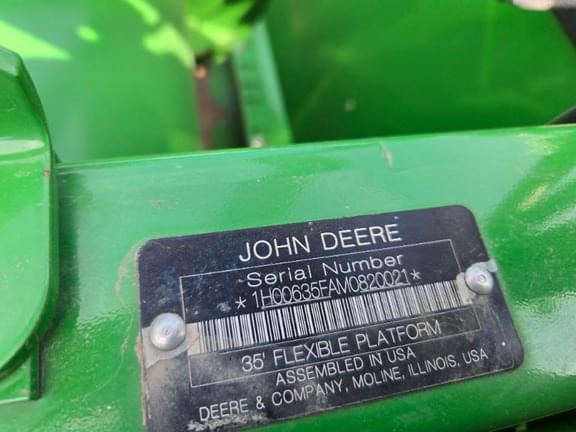 JOHN DEERE
Serial Number
*1H00635FAM0820021*
35' FLEXIBLE PLATFORM
ASSEMBLED IN USA
DEERE & COMPANY, MOLINE, ILLINOIS, USA